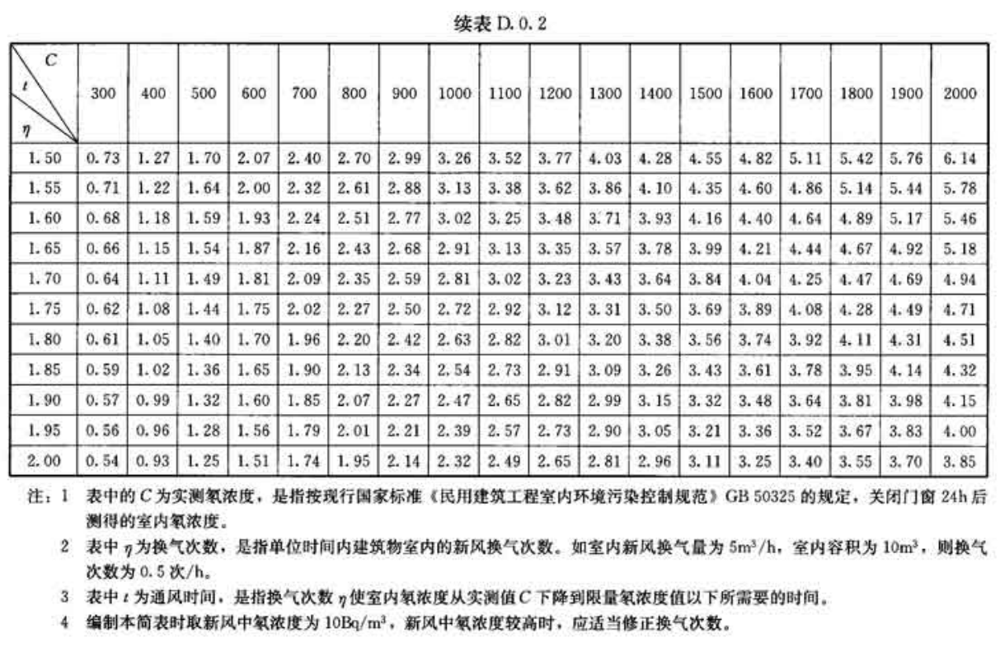 续表 D. 0. 2
C
t
η
300 400 500 600 700 800 900 1000 1100 1200 1300 1400 1500 1600 1700 1800 1900 2000
1. 50 0. 73 1. 27 1. 70 2. 07 2. 40 2. 70 2. 99 3. 26 3. 52 3. 77 4. 03 4. 28 4. 55 4. 82 5. 11 5. 42 5. 76 6. 14
1. 55 0. 71 1. 22 1. 64 2. 00 2. 32 2. 61 2. 88 3. 13 3. 38 3. 62 3. 86 4. 10 4. 35 4. 60 4. 86 5. 14 5. 44 5. 78
1. 60 0. 68 1. 18 1. 59 1. 93 2. 24 2. 51 2. 77 3. 02 3. 25 3. 48 3. 71 3. 93 4. 16 4. 40 4. 64 4. 89 5. 17 5. 46
1. 65 0. 66 1. 15 1. 54 1. 87 2. 16 2. 43 2. 68 2. 91 3. 13 3. 35 3. 57 3. 78 3. 99 4. 21 4. 44 4. 67 4. 92 5. 18
1. 70 0. 64 1. 11 1. 49 1. 81 2. 09 2. 35 2. 59 2. 81 3. 02 3. 23 3. 43 3. 64 3. 84 4. 04 4. 25 4. 47 4. 69 4. 94
1. 75 0. 62 1. 08 1. 44 1. 75 2. 02 2. 27 2. 50 2. 72 2. 92 3. 12 3. 31 3. 50 3. 69 3. 89 4. 08 4. 28 4. 49 4. 71
1. 80 0. 61 1. 05 1. 40 1. 70 1. 96 2. 20 2. 42 2. 63 2. 82 3. 01 3. 20 3. 38 3. 56 3. 74 3. 92 4. 11 4. 31 4. 51
1. 85 0. 59 1. 02 1. 36 1. 65 1. 90 2. 13 2. 34 2. 54 2. 73 2. 91 3. 09 3. 26 3. 43 3. 61 3. 78 3. 95 4. 14 4. 32
1. 90 0. 57 0. 99 1. 32 1. 60 1. 85 2. 07 2. 27 2. 47 2. 65 2. 82 2. 99 3. 15 3. 32 3. 48 3. 64 3. 81 3. 98 4. 15
1. 95 0. 56 0. 96 1. 28 1. 56 1. 79 2. 01 2. 21 2. 39 2. 57 2. 73 2. 90 3. 05 3. 21 3. 36 3. 52 3. 67 3. 83 4. 00
2. 00 0. 54 0. 93 1. 25 1. 51 1. 74 1. 95 2. 14 2. 32 2. 49 2. 65 2. 81 2. 96 3. 11 3. 25 3. 40 3. 55 3. 70 3. 85
注：1 表中的 C 为实测氡浓度，是指按现行国家标准《民用建筑工程室内环境污染控制规范》GB 50325 的规定，关闭门窗 24h 后
测得的室内氡浓度。
2 表中 η 为换气次数，是指单位时间内建筑物室内的新风换气次数。如室内新风换气量为 5m³/h，室内容积为 10m³，则换气
次数为 0. 5 次/h。
3 表中 t 为通风时间，是指换气次数 η 使室内氡浓度从实测值 C 下降到限量氡浓度值以下所需要的时间。
4 编制本简表时取新风中氡浓度为 10Bq/m³，新风中氡浓度较高时，应适当修正换气次数。